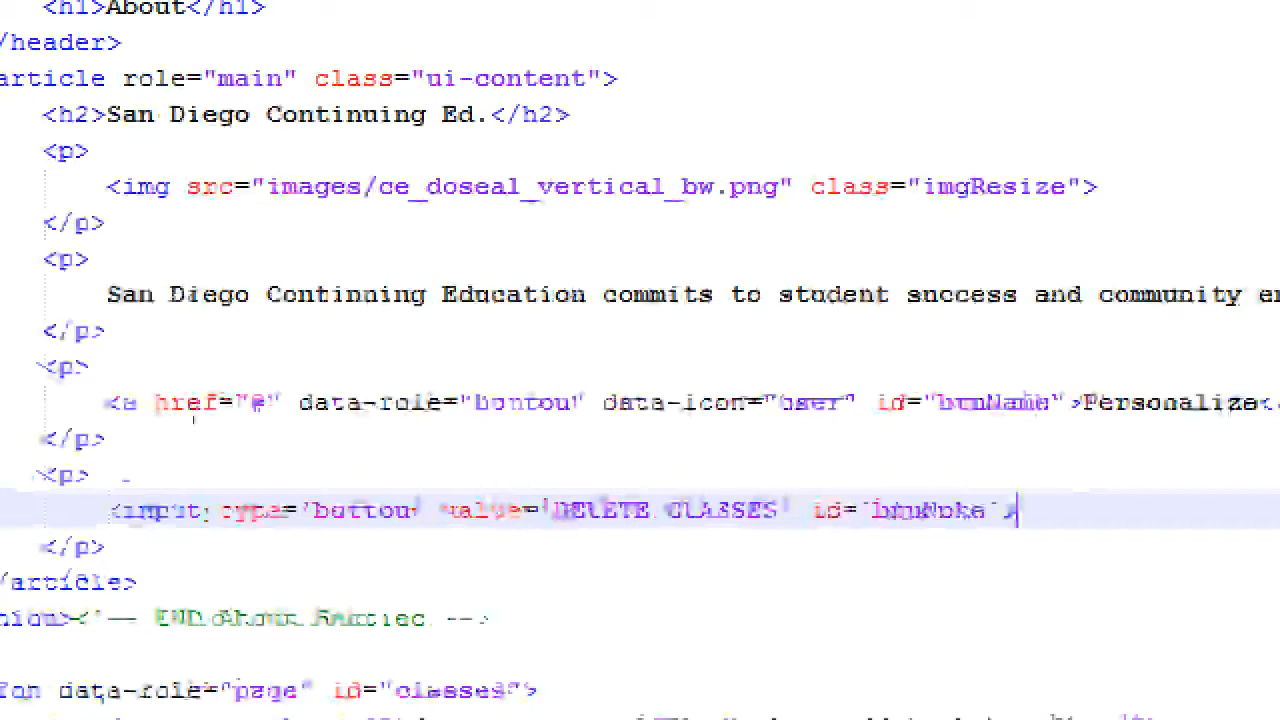 <h1>About</h1>
/header>
article role="main" class="ui-content">
<h2>San Diego Continuing Ed.</h2>
<p>
<img src="images/ce_doseal_vertical_bw.png" class="imgResize">
</p>
<p>
San Diego Continuing Education commits to student success and community
</p>
<p>
<a href="#" data-role="button" data-icon="user" id="btnName">Personalize<
</p>
<p>
<input type="button" value="DELETE CLASSES" id="btnNuke">
</p>
/article>
<!-- END About Section -->
data-role="page" id="classes">